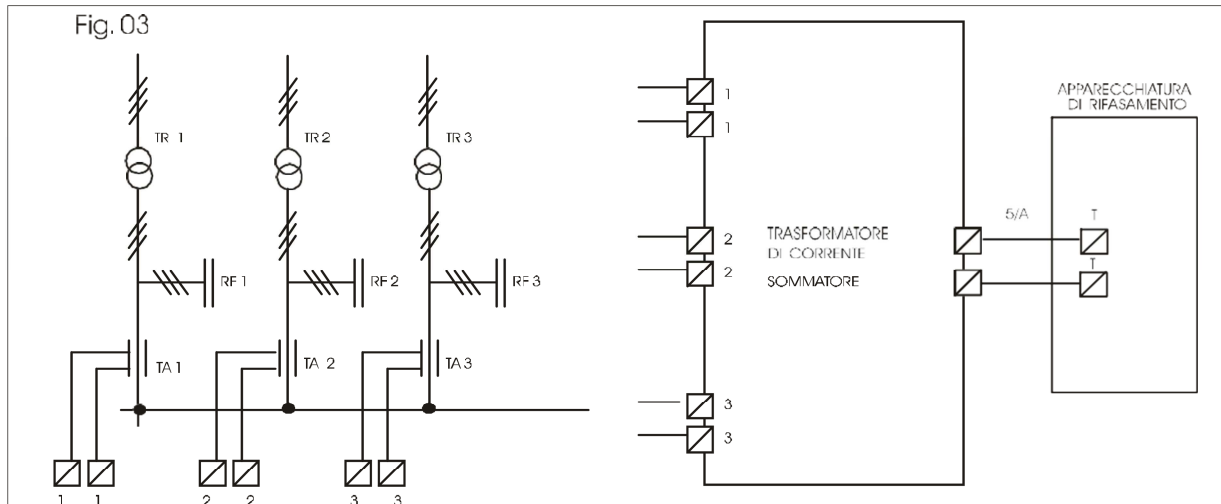 Fig. 03
TR 1
TR 2
TR 3
RF 1
RF 2
RF 3
TA 1
TA 2
TA 3
1 1 2 2 3 3
1
1
2
2
3
3
TRASFORMATORE
DI CORRENTE
SOMMATORE
5/A
APPARECCHIATURA
DI RIFASAMENTO
T
T